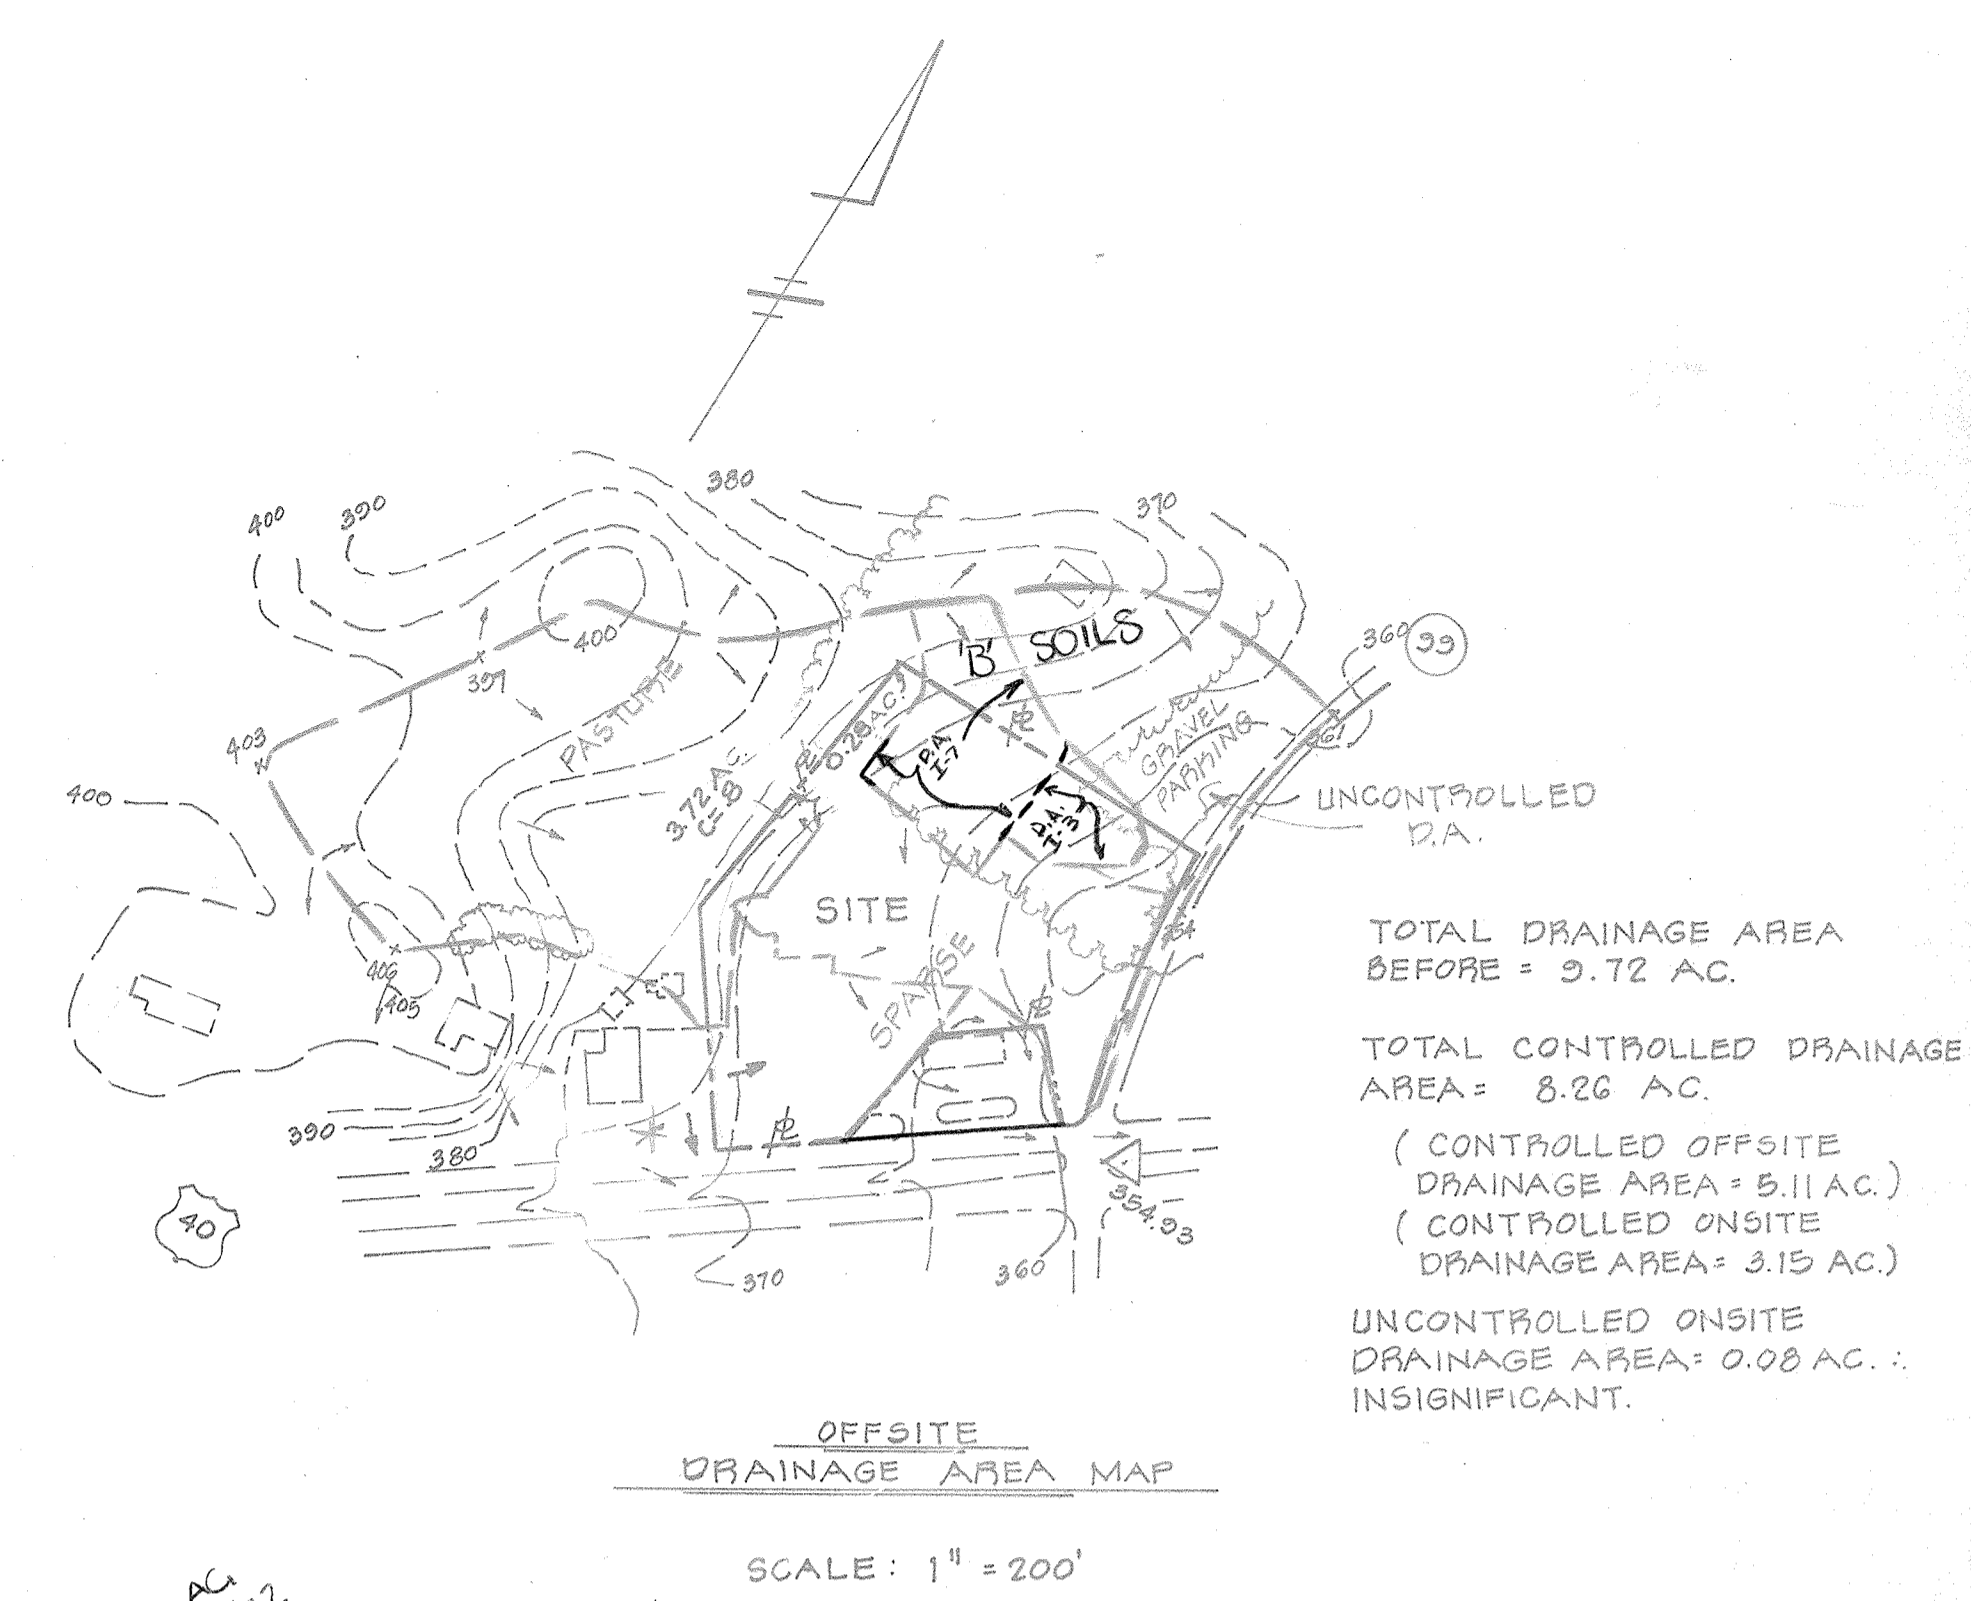 380
370
400
390
360
99
400
'B' SOILS
397
PASTURE
403
GRAVEL
PARKING
361
0.28 AC.
D.A.
I-7
400
3.72 AC.
C=B
D.A.
I-3
UNCONTROLLED
D.A.
SITE
SPARSE
TOTAL DRAINAGE AREA
BEFORE = 9.72 AC.
406
405
TOTAL CONTROLLED DRAINAGE
AREA = 8.26 AC.
390
380
( CONTROLLED OFFSITE
DRAINAGE AREA = 5.11 AC.)
( CONTROLLED ONSITE
DRAINAGE AREA = 3.15 AC.)
354.93
40
370
360
UNCONTROLLED ONSITE
DRAINAGE AREA = 0.08 AC. ∴
INSIGNIFICANT.
OFFSITE
DRAINAGE AREA MAP
SCALE: 1" = 200'